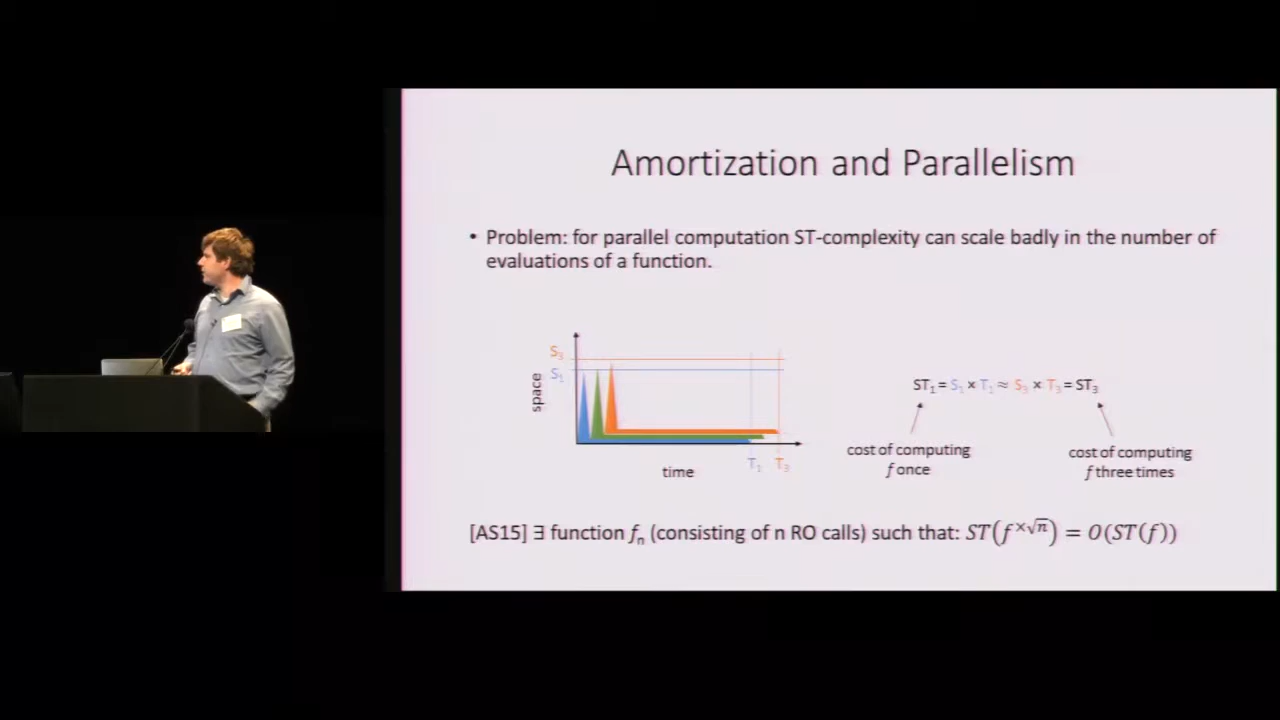 Amortization and Parallelism
• Problem: for parallel computation ST-complexity can scale badly in the number of
evaluations of a function.
S₃
S₁
space
time
T₁
T₃
ST₁ = S₁ × T₁ ≈ S₃ × T₃ = ST₃
cost of computing
f once
cost of computing
f three times
[AS15] ∃ function fₙ (consisting of n RO calls) such that: ST(f^{×√n}) = O(ST(f))